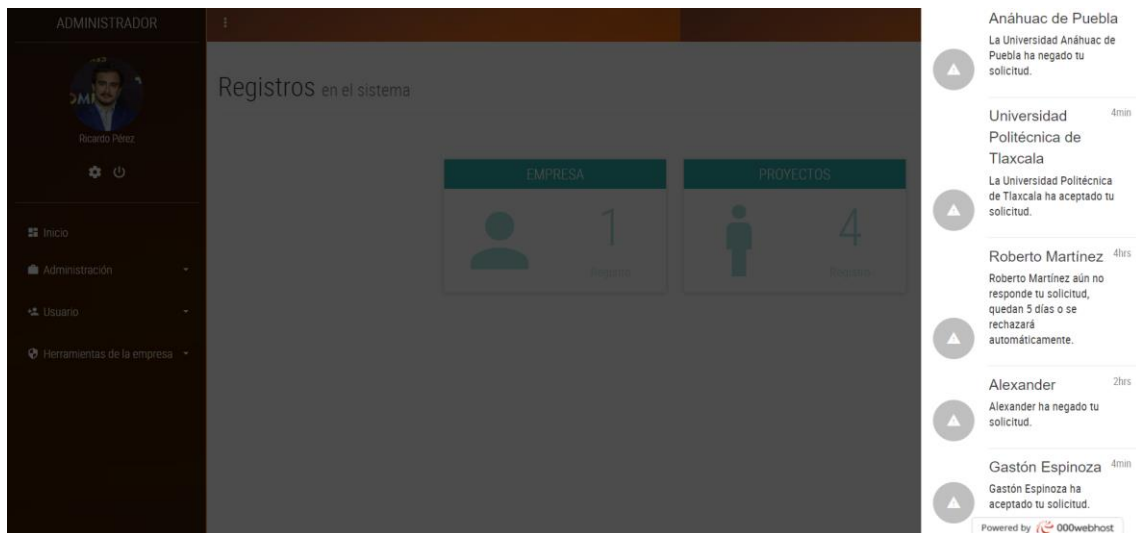 ADMINISTRADOR
Ricardo Pérez
Inicio
Administración
Usuario
Herramientas de la empresa
Registros en el sistema
EMPRESA
1
PROYECTOS
4
Anáhuac de Puebla
La Universidad Anáhuac de
Puebla ha negado tu
solicitud.
Universidad 4min
Politécnica de
Tlaxcala
La Universidad Politécnica
de Tlaxcala ha aceptado tu
solicitud.
Roberto Martínez 4hrs
Roberto Martínez aún no
responde tu solicitud,
quedan 5 días o se
rechazará
automáticamente.
Alexander 2hrs
Alexander ha negado tu
solicitud.
Gastón Espinoza 4min
Gastón Espinoza ha
aceptado tu solicitud.
Powered by 000webhost